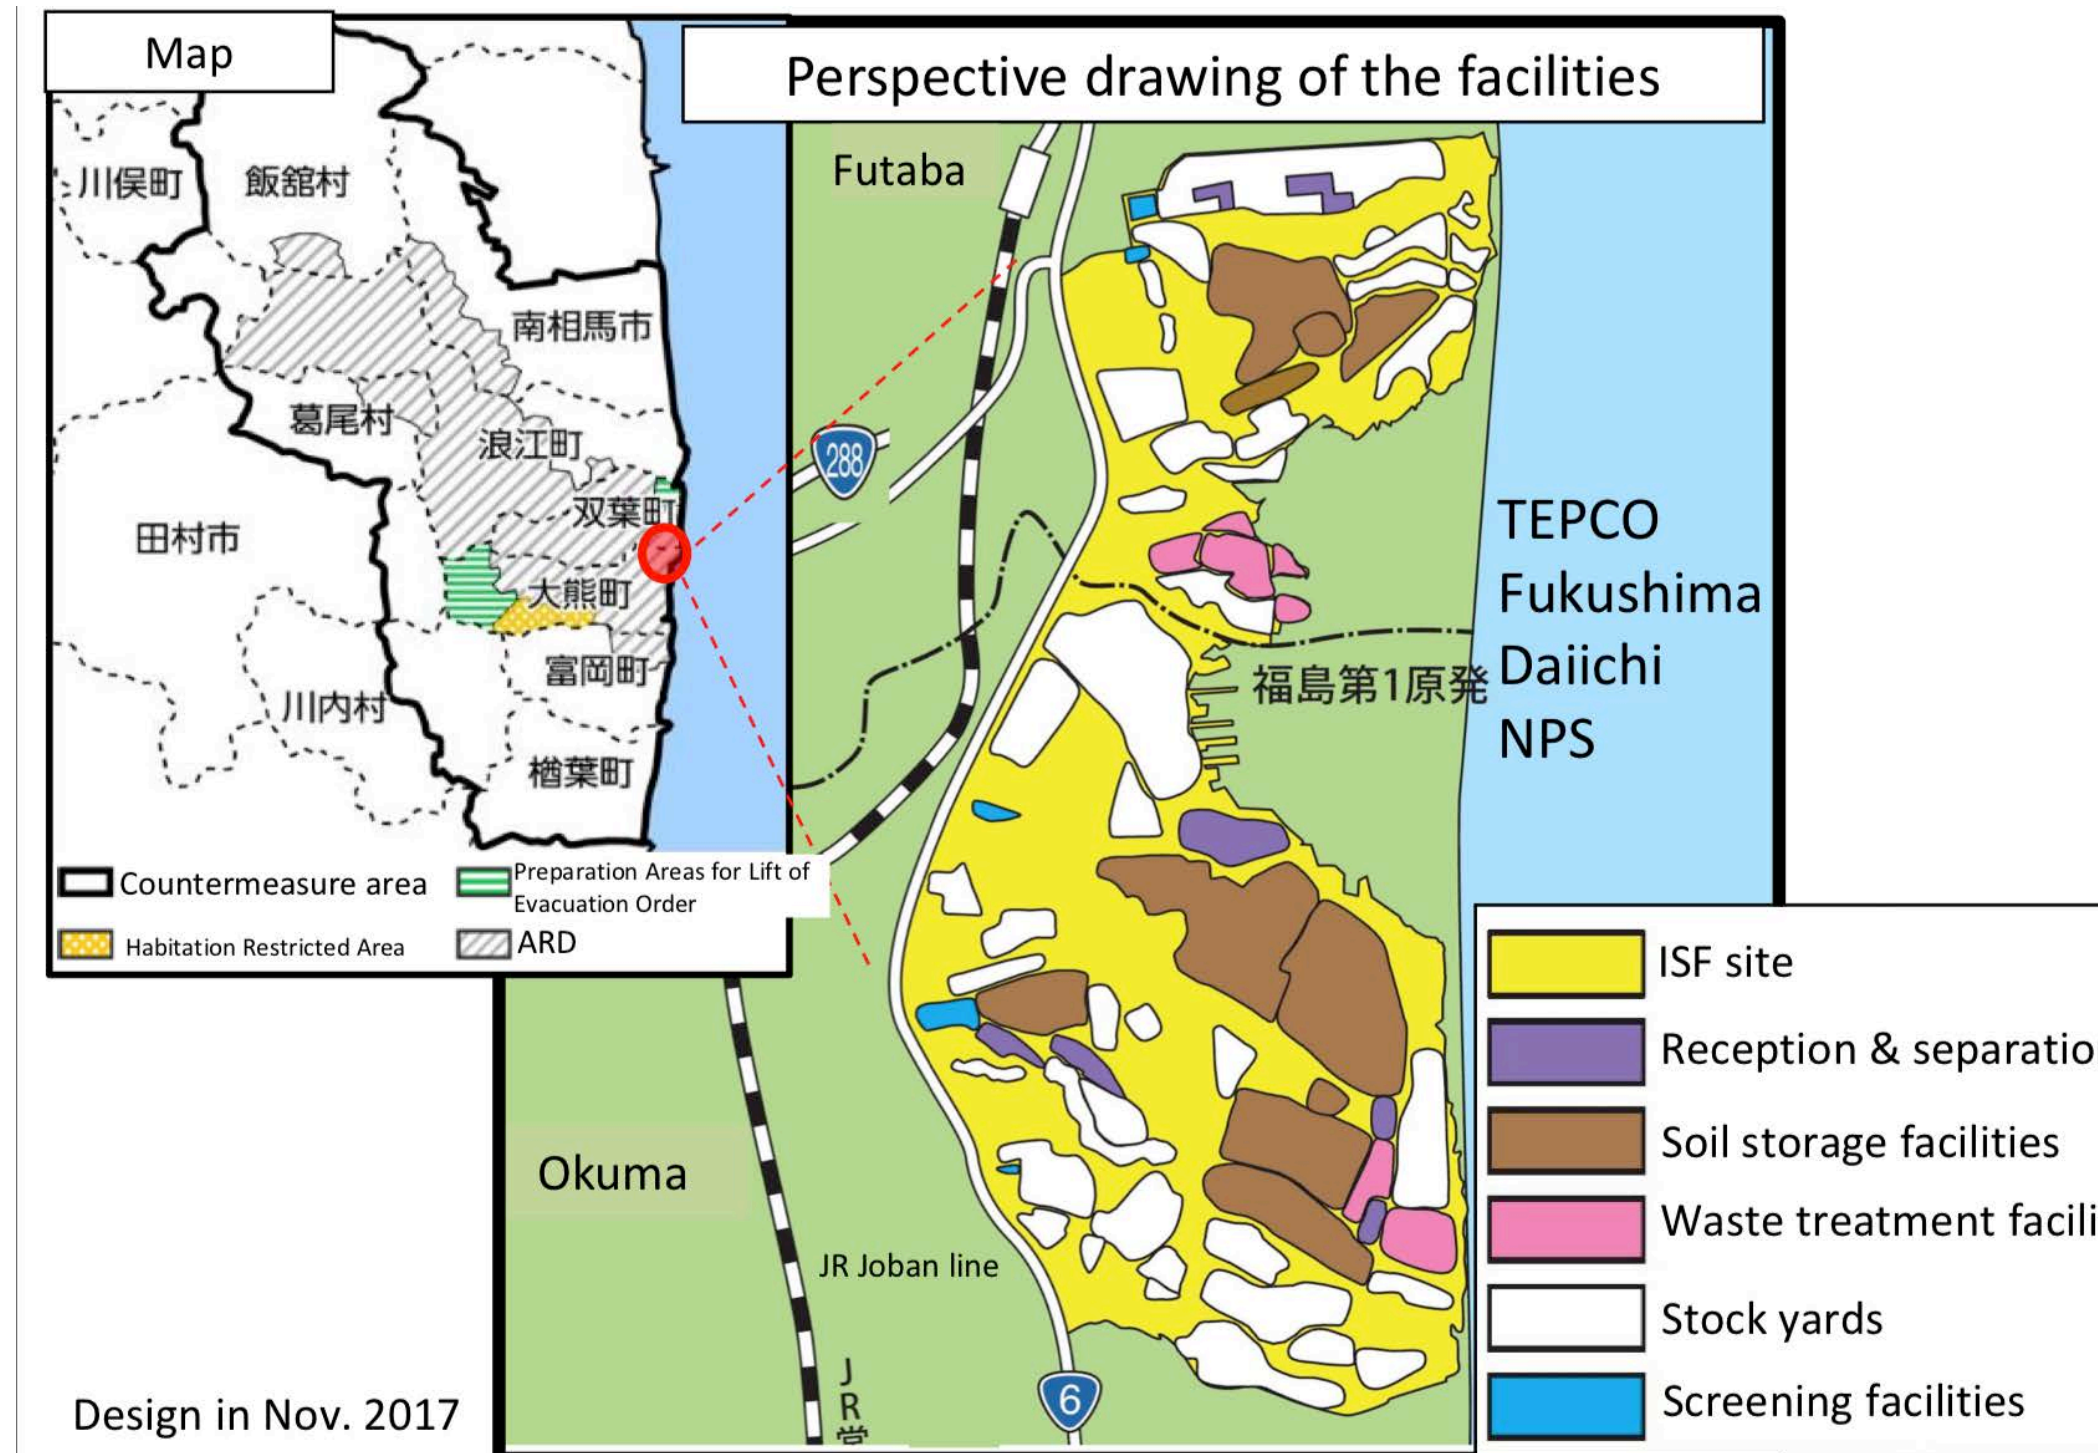 Map
川俣町
飯舘村
南相馬市
葛尾村
浪江町
双葉町
田村市
大熊町
富岡町
川内村
楢葉町
Countermeasure area
Preparation Areas for Lift of
Evacuation Order
Habitation Restricted Area
ARD
Perspective drawing of the facilities
Futaba
288
福島第1原発
TEPCO
Fukushima
Daiichi
NPS
Okuma
JR Joban line
J
R
常
6
ISF site
Reception & separatio
Soil storage facilities
Waste treatment facili
Stock yards
Screening facilities
Design in Nov. 2017